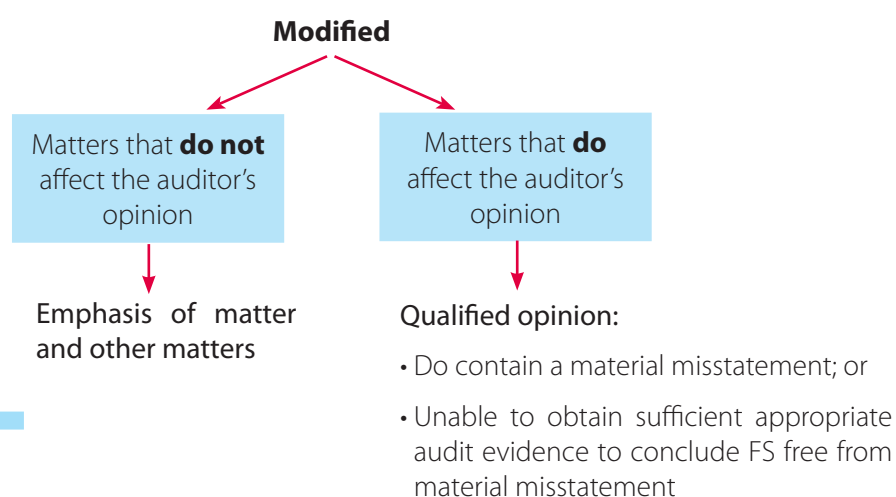 Modified
Matters that do not
affect the auditor's
opinion
Matters that do
affect the auditor's
opinion
Emphasis of matter
and other matters
Qualified opinion:
• Do contain a material misstatement; or
• Unable to obtain sufficient appropriate
audit evidence to conclude FS free from
material misstatement